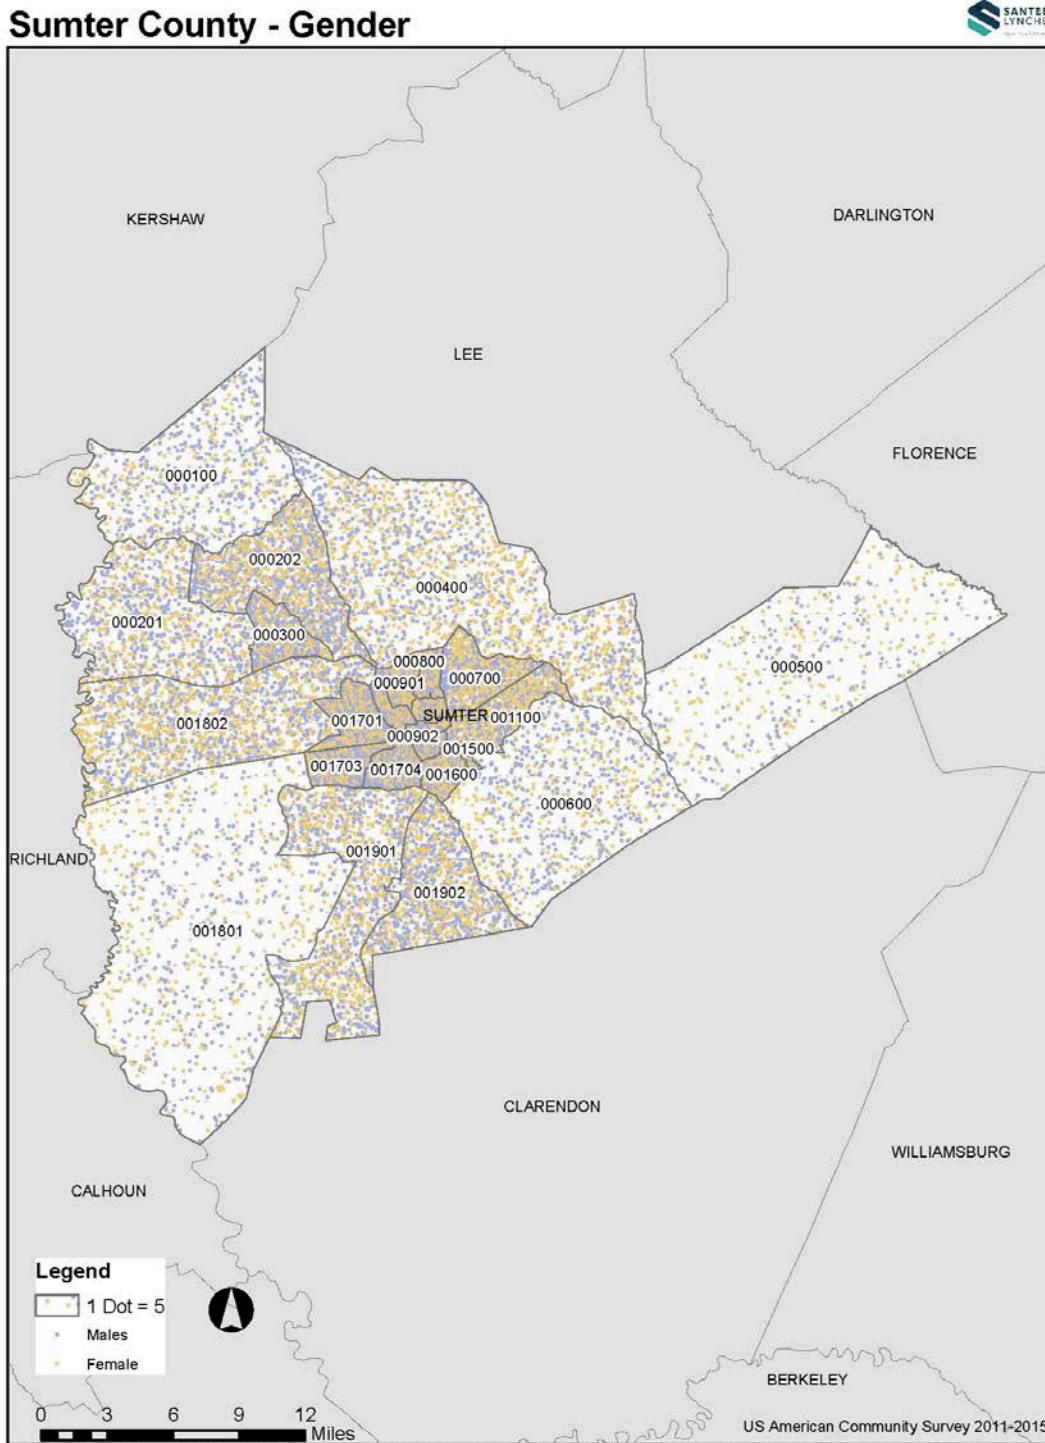 Sumter County - Gender
SANTEE
LYNCHES
KERSHAW
DARLINGTON
LEE
FLORENCE
000100
000202
000400
000201
000300
000800
000500
000901
000700
001802
001701
SUMTER
001100
000902
001500
001703
001704
001600
000600
RICHLAND
001901
001902
001801
CLARENDON
WILLIAMSBURG
CALHOUN
Legend
1 Dot = 5
Males
Female
BERKELEY
0 3 6 9 12
Miles
US American Community Survey 2011-2015